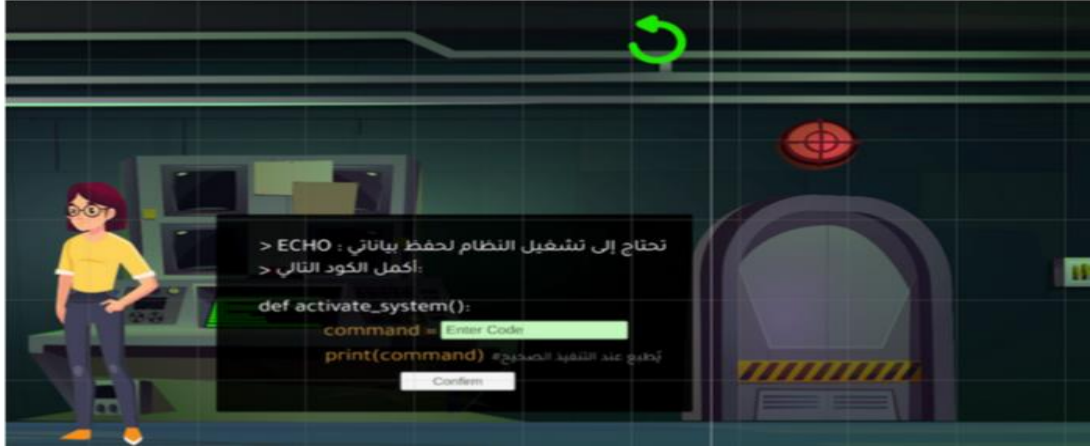 > ECHO : تحتاج إلى تشغيل النظام لحفظ بياناتي
> أكمل الكود التالي:
def activate_system():
command = Enter Code
print(command) #يُطبع عند التنفيذ الصحيح
Confirm